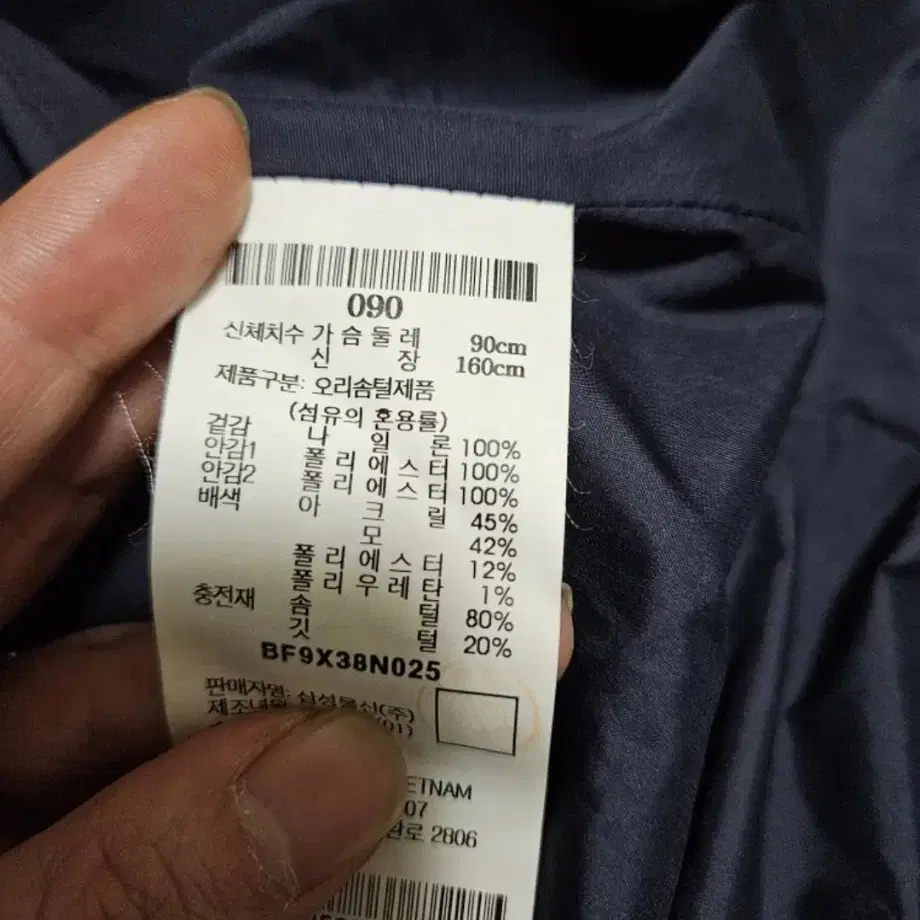 090
신체치수 가 슴 둘 레 90cm
신 장 160cm
제품구분: 오리솜털제품
(섬유의 혼용률)
겉감 나 일 론 100%
안감1 폴 리 에 스 터 100%
안감2 폴 리 에 스 터 100%
배색 아 크 릴 45%
모 42%
폴 리 에 스 터 12%
폴 리 우 레 탄 1%
충전재 솜 털 80%
깃 털 20%
BF9X38N025
판매자명: 삼성물산(주)
제조년월
ETNAM
07
완로 2806